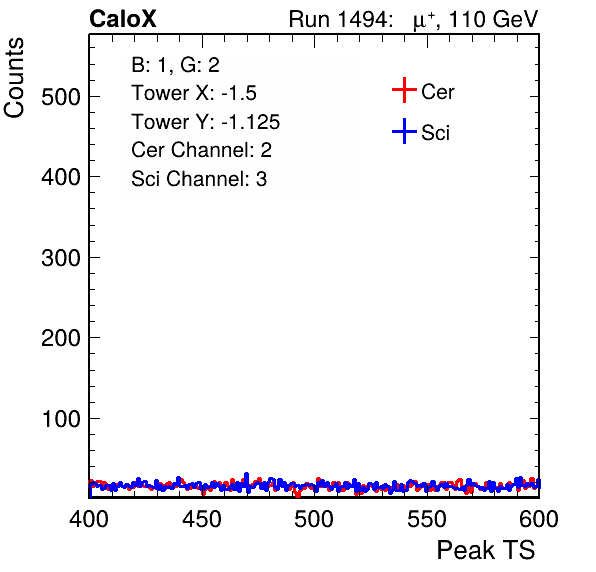 CaloX Run 1494: μ⁺, 110 GeV
Counts
B: 1, G: 2
Tower X: -1.5
Tower Y: -1.125
Cer Channel: 2
Sci Channel: 3
Cer
Sci
500
400
300
200
100
400 450 500 550 600
Peak TS